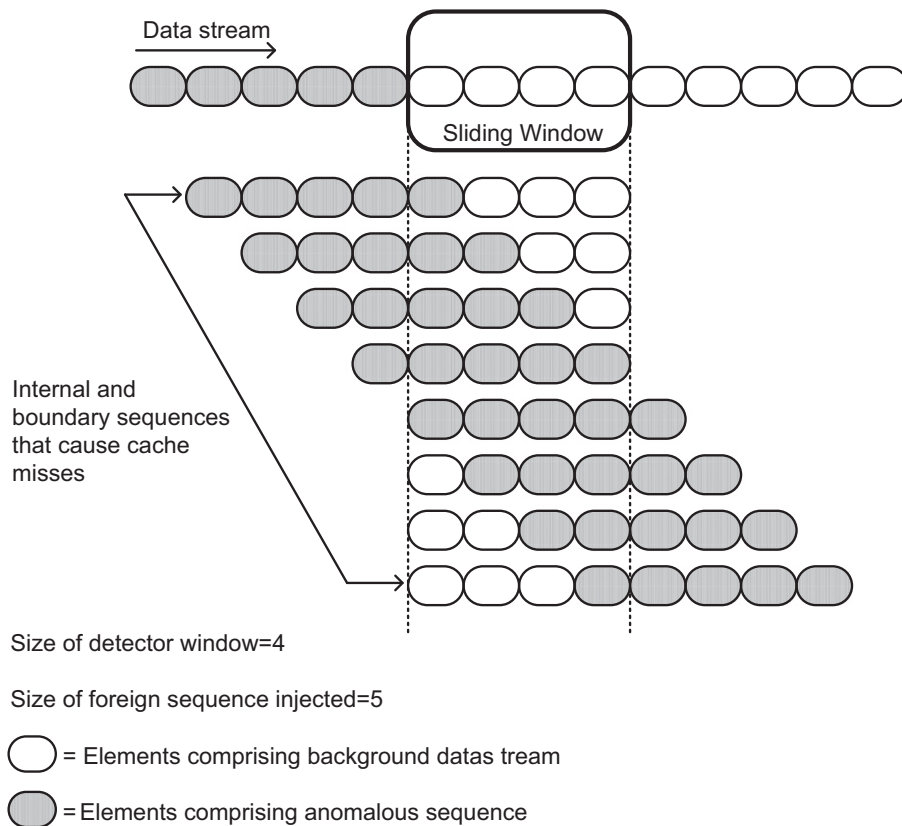 Data stream
Sliding Window
Internal and
boundary sequences
that cause cache
misses
Size of detector window=4
Size of foreign sequence injected=5
= Elements comprising background datas tream
=Elements comprising anomalous sequence